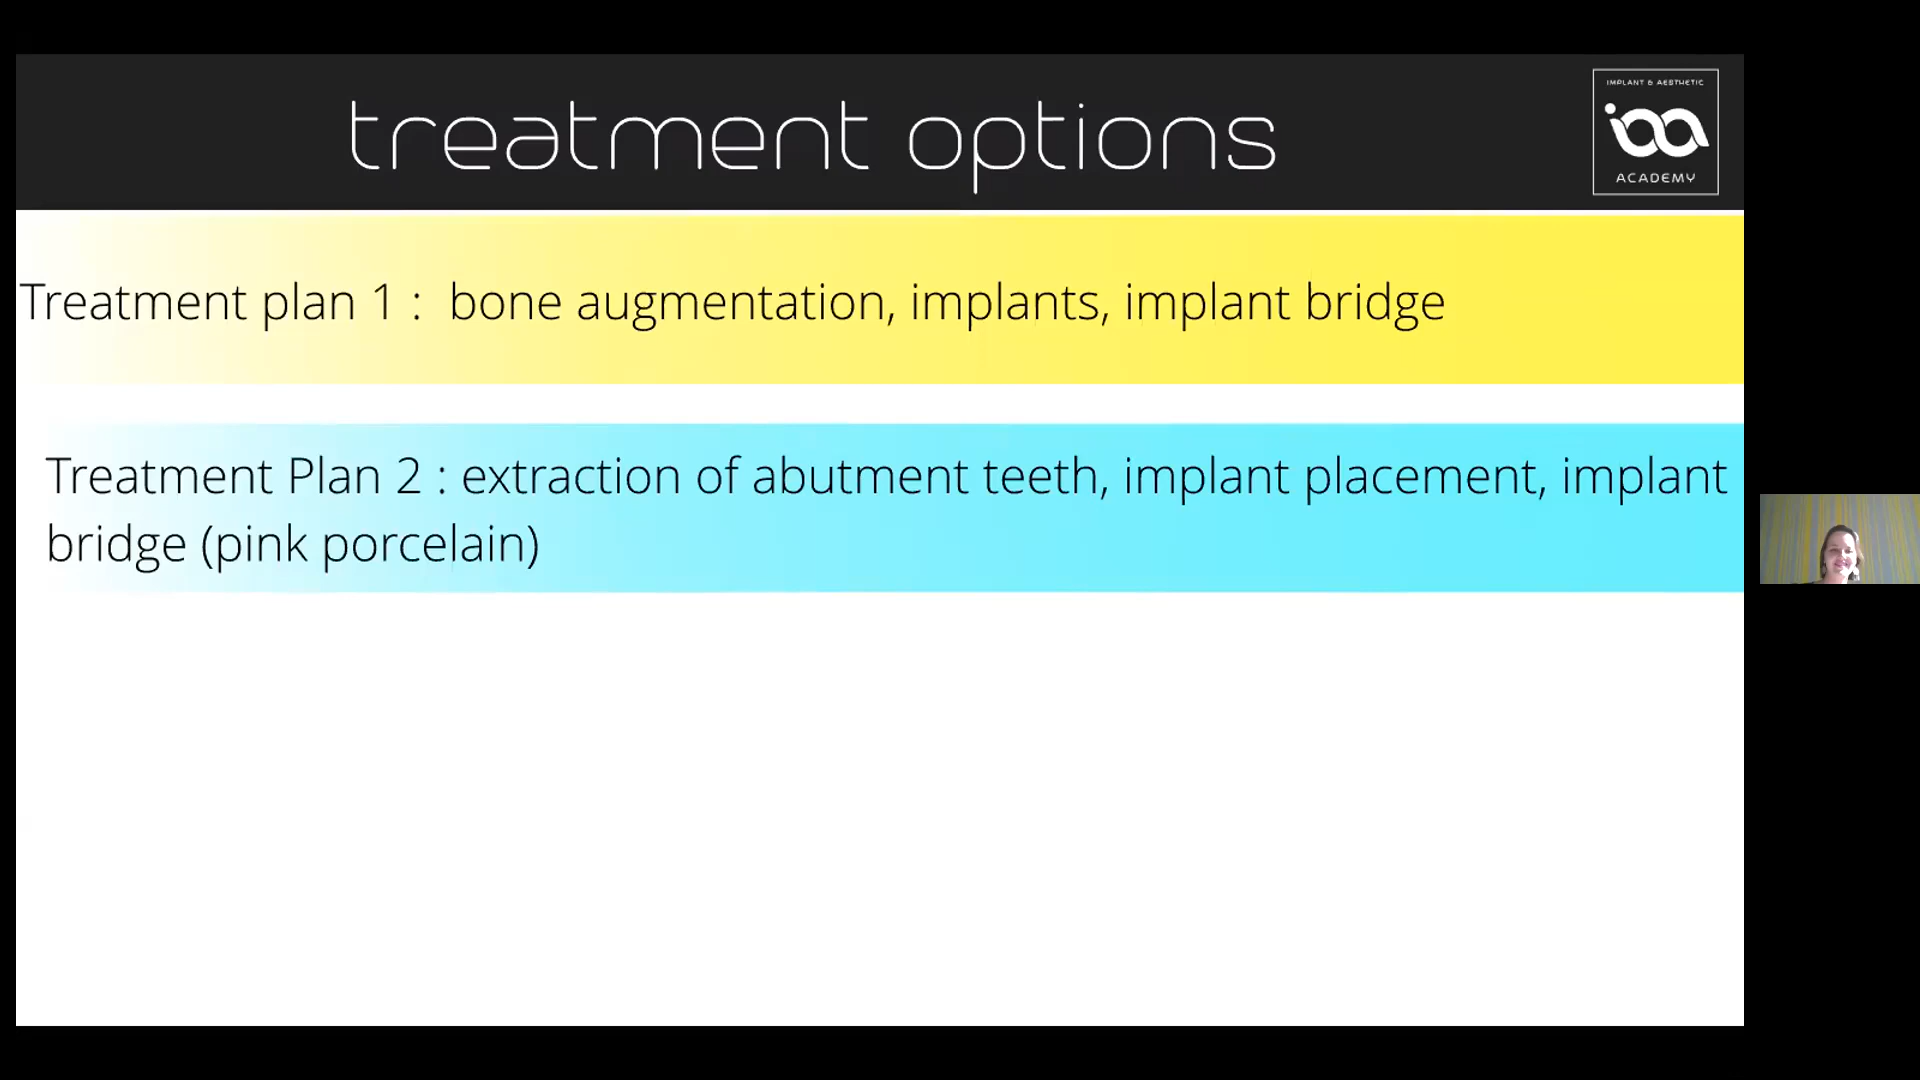 treatment options
IMPLANT & AESTHETIC
iaa
ACADEMY
Treatment plan 1 : bone augmentation, implants, implant bridge
Treatment Plan 2 : extraction of abutment teeth, implant placement, implant
bridge (pink porcelain)